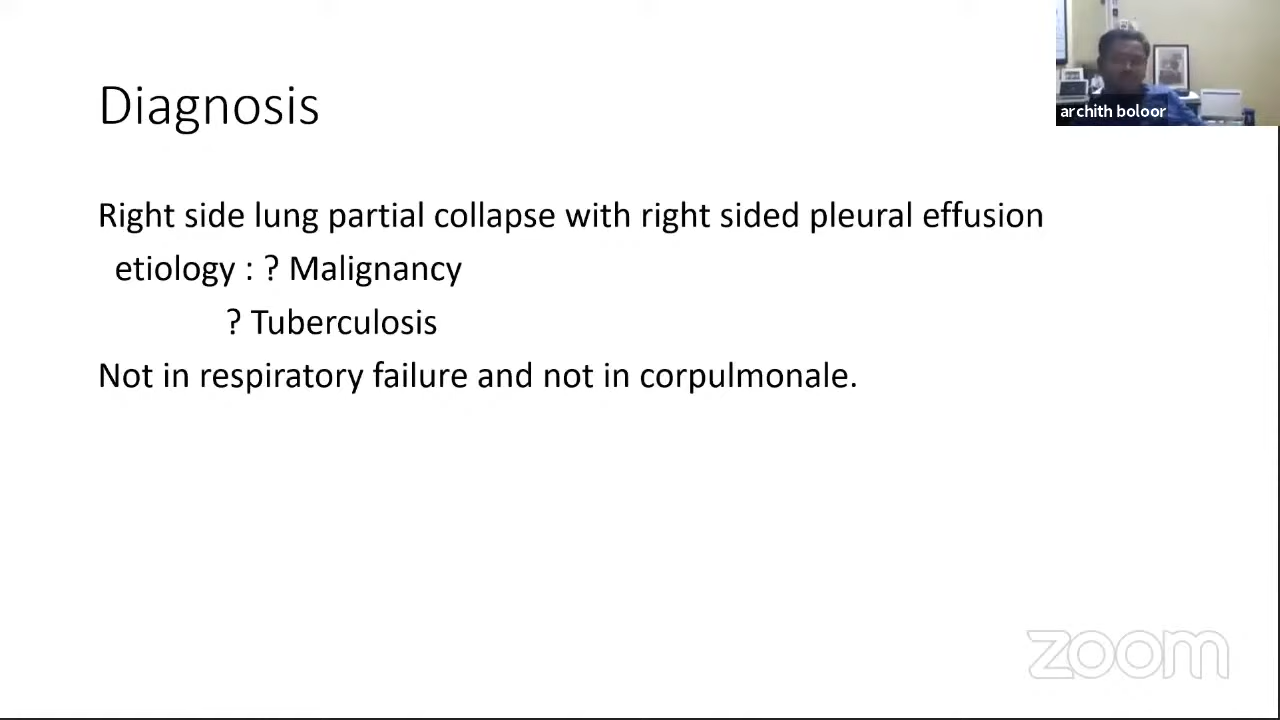 Diagnosis
archith boloor
Right side lung partial collapse with right sided pleural effusion
etiology : ? Malignancy
? Tuberculosis
Not in respiratory failure and not in corpulmonale.
zoom